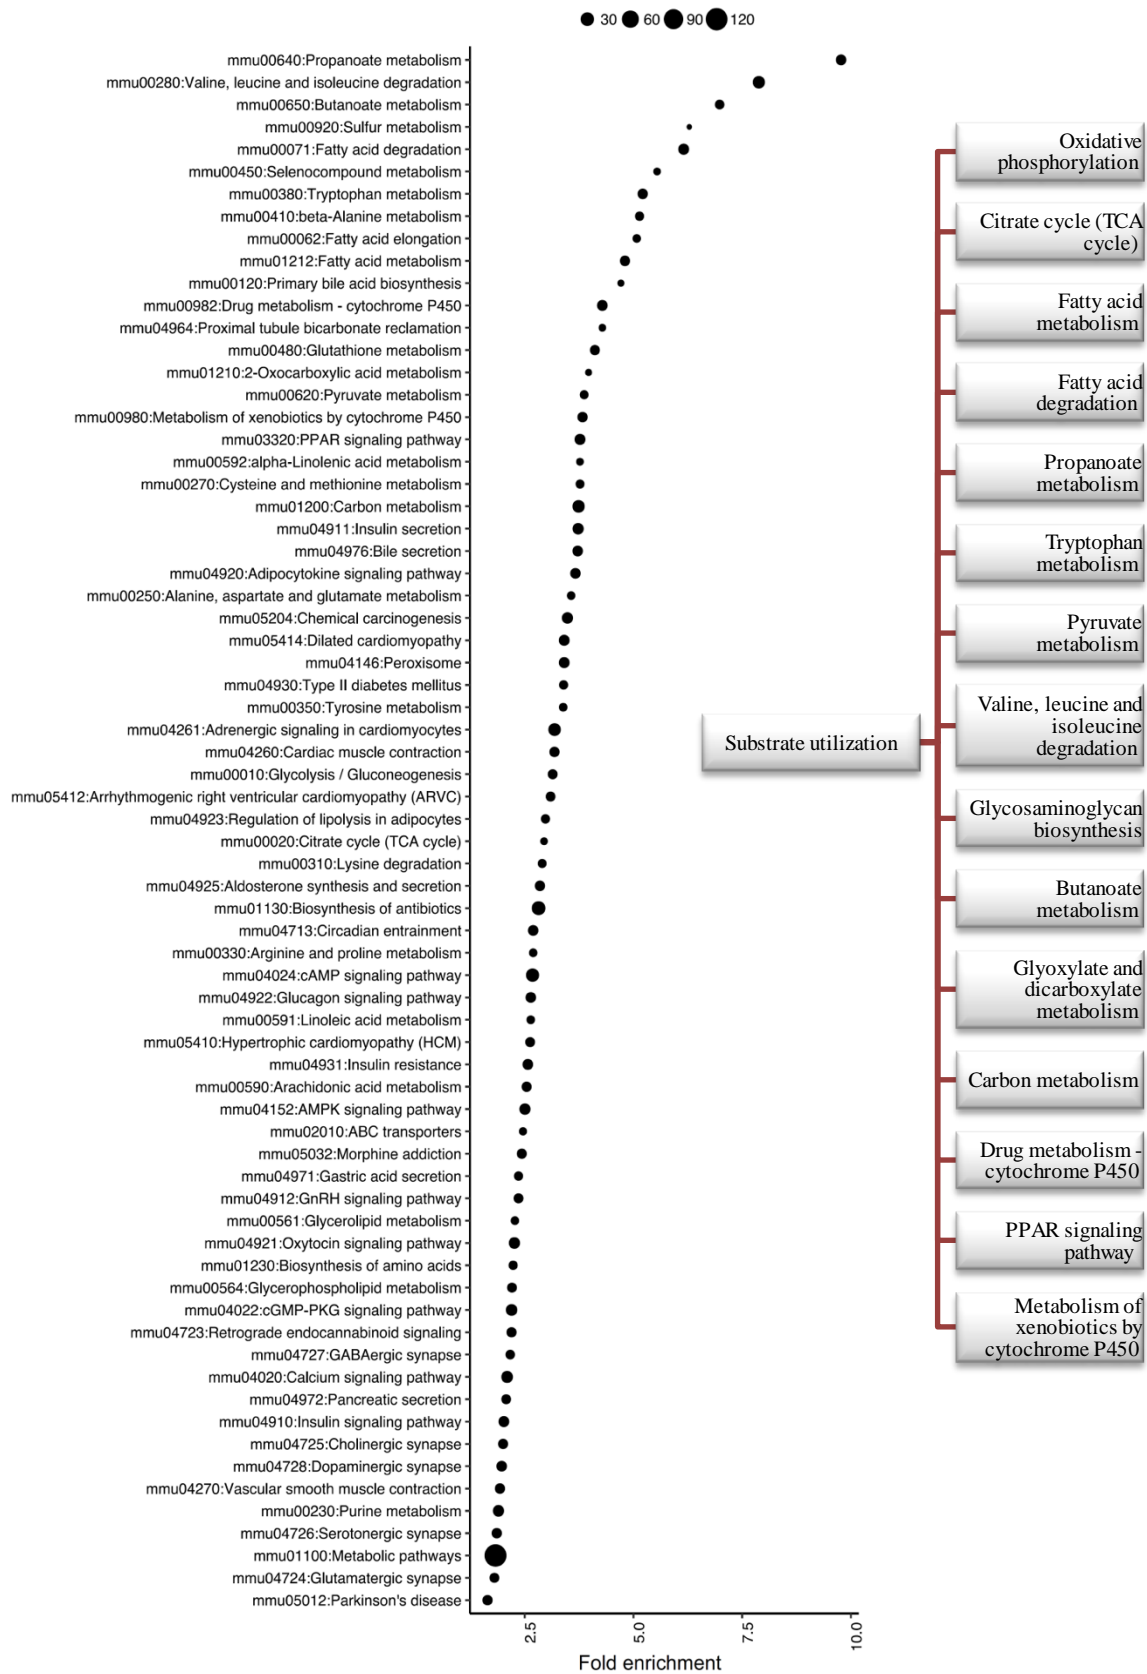 30 60 90 120
mmu00640:Propanoate metabolism
mmu00280:Valine, leucine and isoleucine degradation
mmu00650:Butanoate metabolism
mmu00920:Sulfur metabolism
mmu00071:Fatty acid degradation
mmu00450:Selenocompound metabolism
mmu00380:Tryptophan metabolism
mmu00410:beta-Alanine metabolism
mmu00062:Fatty acid elongation
mmu01212:Fatty acid metabolism
mmu00120:Primary bile acid biosynthesis
mmu00982:Drug metabolism - cytochrome P450
mmu04964:Proximal tubule bicarbonate reclamation
mmu00480:Glutathione metabolism
mmu01210:2-Oxocarboxylic acid metabolism
mmu00620:Pyruvate metabolism
mmu00980:Metabolism of xenobiotics by cytochrome P450
mmu03320:PPAR signaling pathway
mmu00592:alpha-Linolenic acid metabolism
mmu00270:Cysteine and methionine metabolism
mmu01200:Carbon metabolism
mmu04911:Insulin secretion
mmu04976:Bile secretion
mmu04920:Adipocytokine signaling pathway
mmu00250:Alanine, aspartate and glutamate metabolism
mmu05204:Chemical carcinogenesis
mmu05414:Dilated cardiomyopathy
mmu04146:Peroxisome
mmu04930:Type II diabetes mellitus
mmu00350:Tyrosine metabolism
mmu04261:Adrenergic signaling in cardiomyocytes
mmu04260:Cardiac muscle contraction
mmu00010:Glycolysis / Gluconeogenesis
mmu05412:Arrhythmogenic right ventricular cardiomyopathy (ARVC)
mmu04923:Regulation of lipolysis in adipocytes
mmu00020:Citrate cycle (TCA cycle)
mmu00310:Lysine degradation
mmu04925:Aldosterone synthesis and secretion
mmu01130:Biosynthesis of antibiotics
mmu04713:Circadian entrainment
mmu00330:Arginine and proline metabolism
mmu04024:cAMP signaling pathway
mmu04922:Glucagon signaling pathway
mmu00591:Linoleic acid metabolism
mmu05410:Hypertrophic cardiomyopathy (HCM)
mmu04931:Insulin resistance
mmu00590:Arachidonic acid metabolism
mmu04152:AMPK signaling pathway
mmu02010:ABC transporters
mmu05032:Morphine addiction
mmu04971:Gastric acid secretion
mmu04912:GnRH signaling pathway
mmu00561:Glycerolipid metabolism
mmu04921:Oxytocin signaling pathway
mmu01230:Biosynthesis of amino acids
mmu00564:Glycerophospholipid metabolism
mmu04022:cGMP-PKG signaling pathway
mmu04723:Retrograde endocannabinoid signaling
mmu04727:GABAergic synapse
mmu04020:Calcium signaling pathway
mmu04972:Pancreatic secretion
mmu04910:Insulin signaling pathway
mmu04725:Cholinergic synapse
mmu04728:Dopaminergic synapse
mmu04270:Vascular smooth muscle contraction
mmu00230:Purine metabolism
mmu04726:Serotonergic synapse
mmu01100:Metabolic pathways
mmu04724:Glutamatergic synapse
mmu05012:Parkinson's disease
2.5 5.0 7.5 10.0
Fold enrichment
Substrate utilization
Oxidative
phosphorylation
Citrate cycle (TCA
cycle)
Fatty acid
metabolism
Fatty acid
degradation
Propanoate
metabolism
Tryptophan
metabolism
Pyruvate
metabolism
Valine, leucine and
isoleucine
degradation
Glycosaminoglycan
biosynthesis
Butanoate
metabolism
Glyoxylate and
dicarboxylate
metabolism
Carbon metabolism
Drug metabolism -
cytochrome P450
PPAR signaling
pathway
Metabolism of
xenobiotics by
cytochrome P450